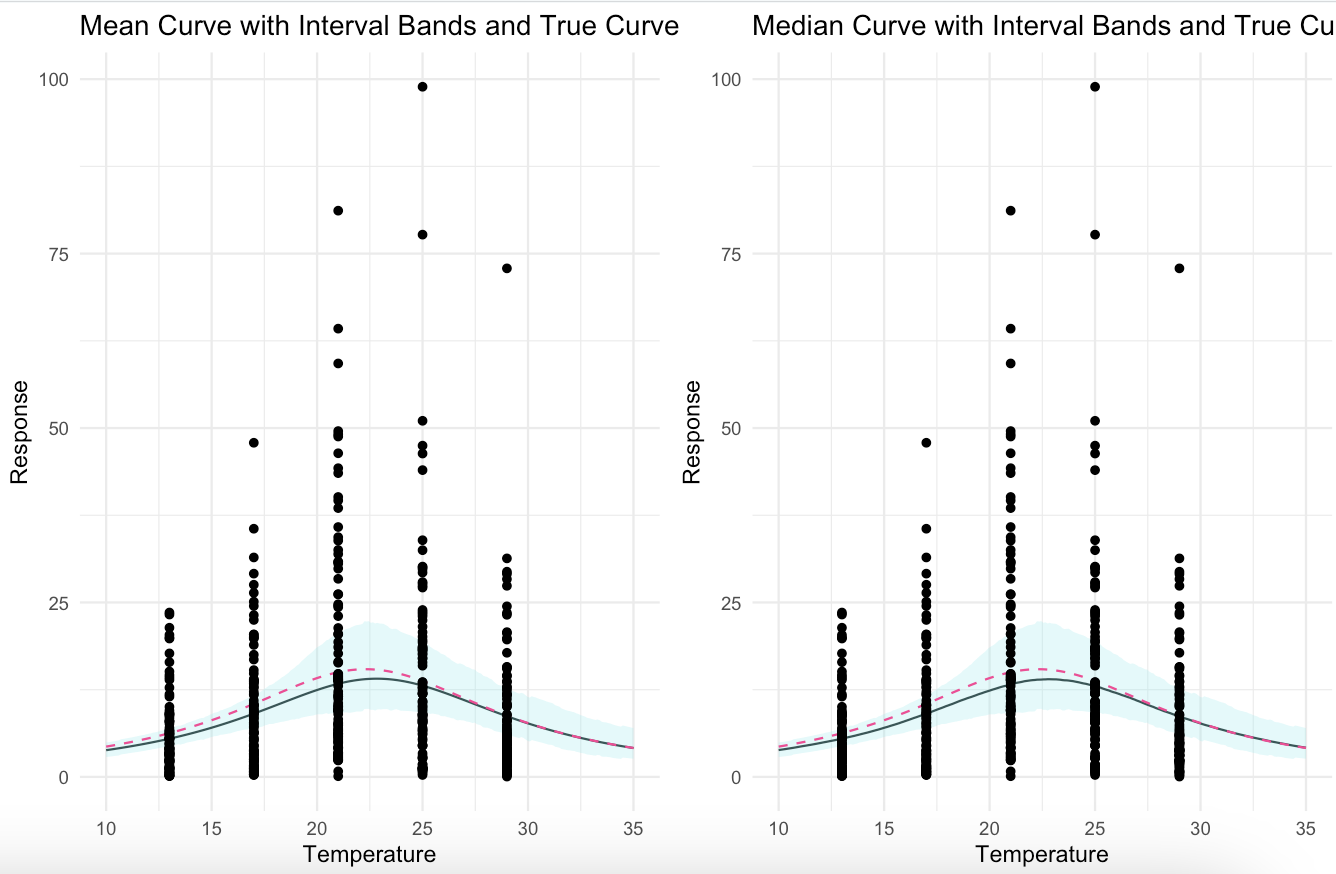 Mean Curve with Interval Bands and True Curve
100
75
50
25
0
Response
10 15 20 25 30 35
Temperature
Median Curve with Interval Bands and True Cu
100
75
50
25
0
Response
10 15 20 25 30 35
Temperature